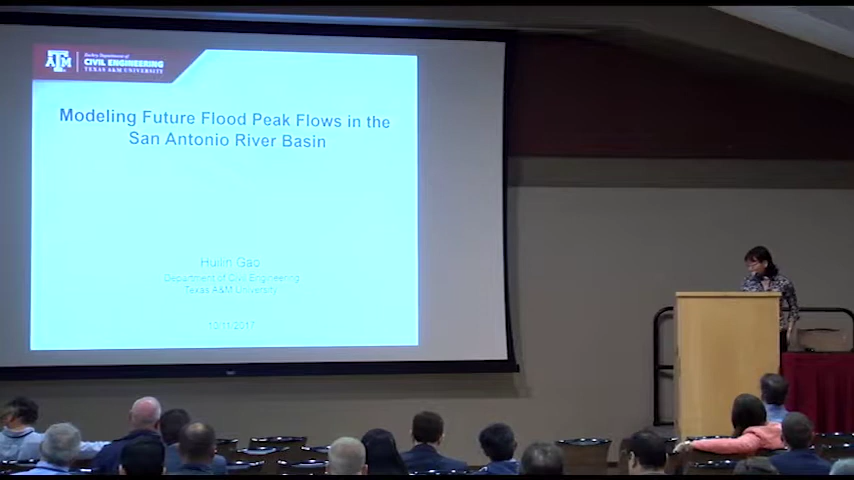 ATM
Zachry Department of
CIVIL ENGINEERING
TEXAS A&M UNIVERSITY
Modeling Future Flood Peak Flows in the
San Antonio River Basin
Huilin Gao
Department of Civil Engineering
Texas A&M University
10/11/2017